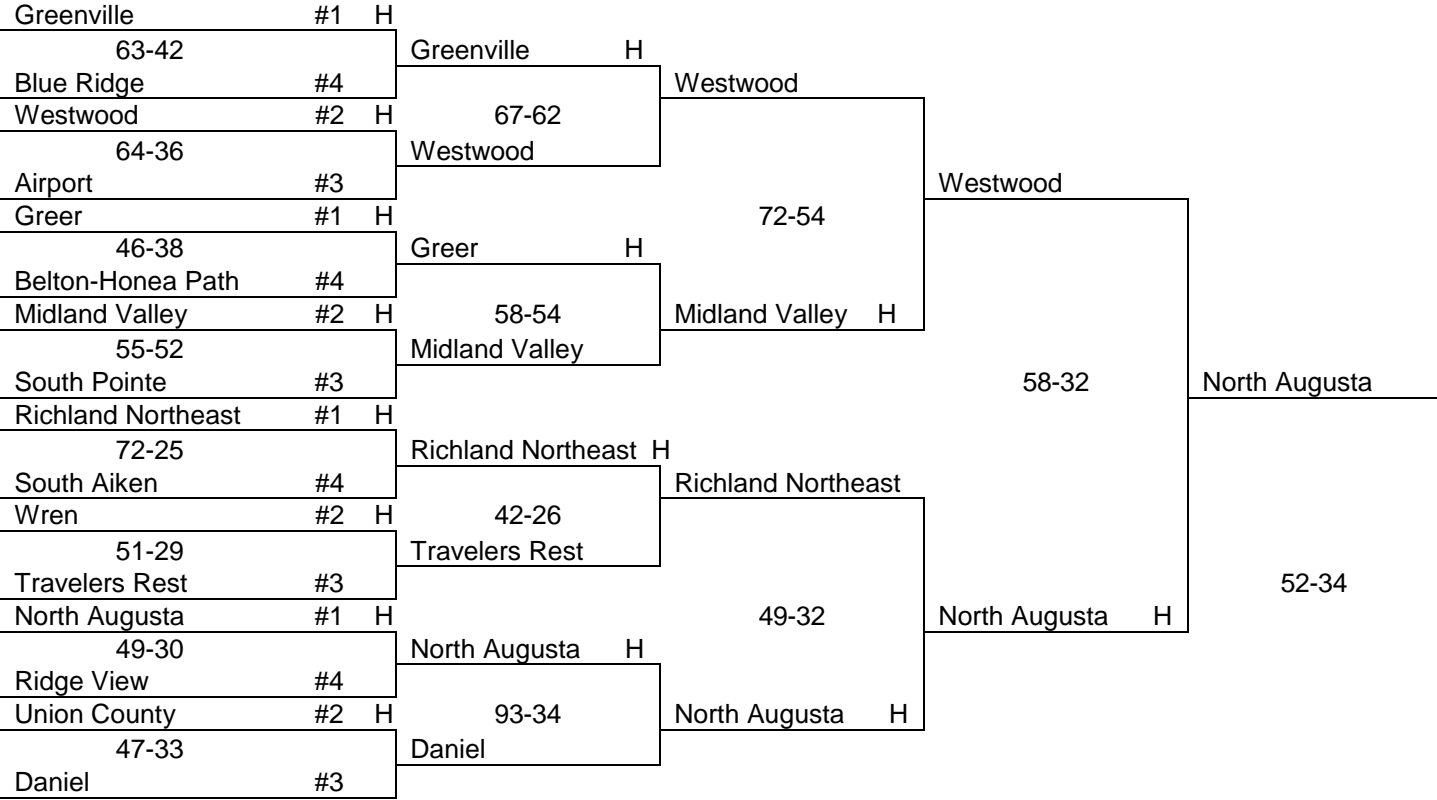 Greenville #1 H
63-42 Greenville H
Blue Ridge #4 Westwood
Westwood #2 H 67-62
64-36 Westwood
Airport #3 Westwood
Greer #1 H 72-54
46-38 Greer H
Belton-Honea Path #4
Midland Valley #2 H 58-54 Midland Valley H
55-52 Midland Valley
South Pointe #3 58-32 North Augusta
Richland Northeast #1 H
72-25 Richland Northeast H
South Aiken #4 Richland Northeast
Wren #2 H 42-26
51-29 Travelers Rest
Travelers Rest #3 52-34
North Augusta #1 H 49-32 North Augusta H
49-30 North Augusta H
Ridge View #4
Union County #2 H 93-34 North Augusta H
47-33 Daniel
Daniel #3